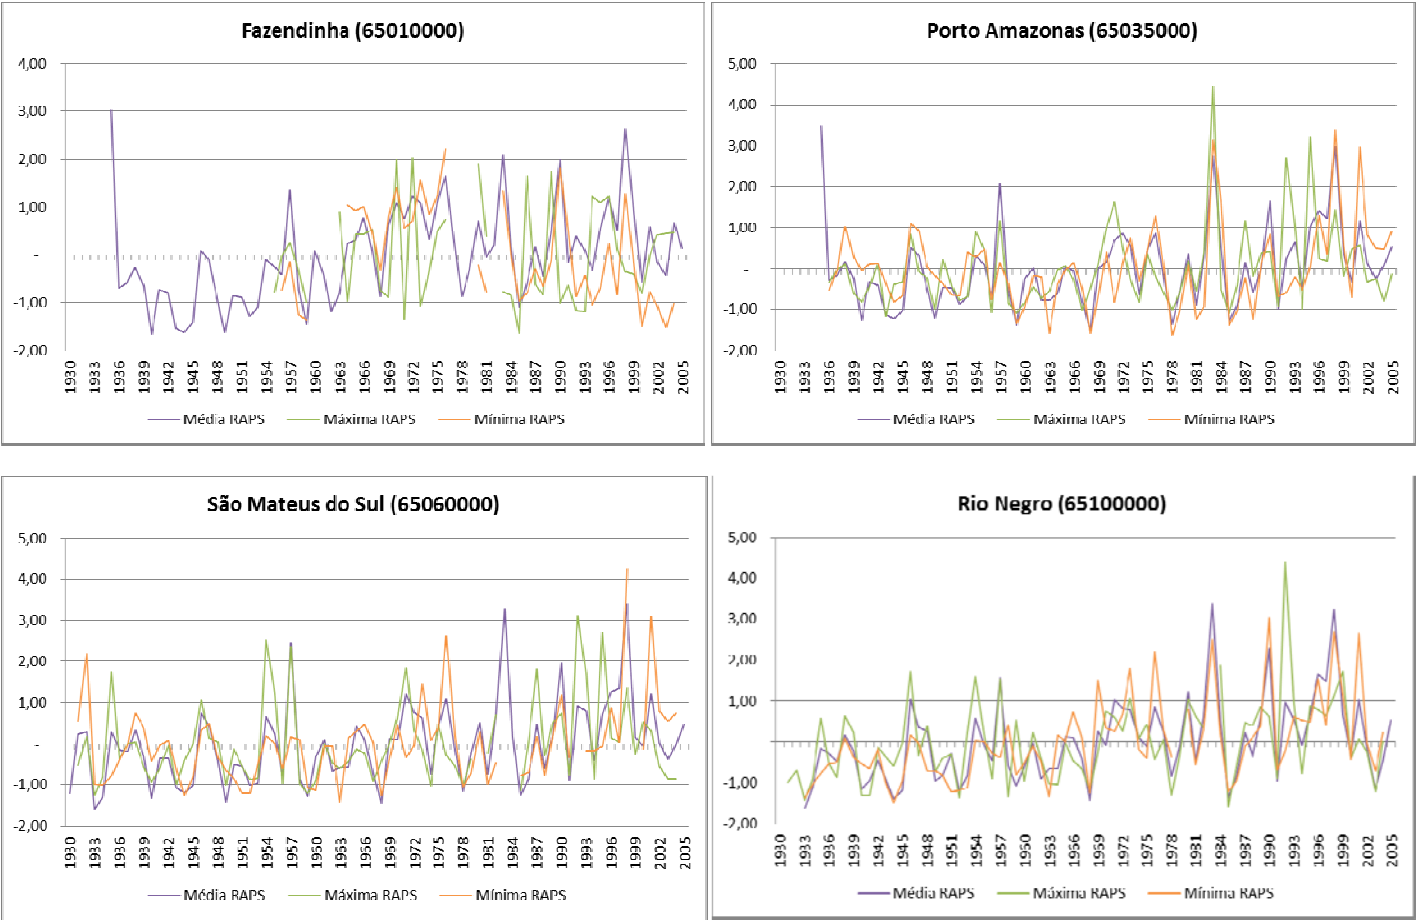 Fazendinha (65010000)
4,00
3,00
2,00
1,00
-
-1,00
-2,00
1930 1933 1936 1939 1942 1945 1948 1951 1954 1957 1960 1963 1966 1969 1972 1975 1978 1981 1984 1987 1990 1993 1996 1999 2002 2005
Média RAPS Máxima RAPS Mínima RAPS
Porto Amazonas (65035000)
5,00
4,00
3,00
2,00
1,00
-
-1,00
-2,00
1930 1933 1936 1939 1942 1945 1948 1951 1954 1957 1960 1963 1966 1969 1972 1975 1978 1981 1984 1987 1990 1993 1996 1999 2002 2005
Média RAPS Máxima RAPS Mínima RAPS
São Mateus do Sul (65060000)
5,00
4,00
3,00
2,00
1,00
-
-1,00
-2,00
1930 1933 1936 1939 1942 1945 1948 1951 1954 1957 1960 1963 1966 1969 1972 1975 1978 1981 1984 1987 1990 1993 1996 1999 2002 2005
Média RAPS Máxima RAPS Mínima RAPS
Rio Negro (65100000)
5,00
4,00
3,00
2,00
1,00
-
-1,00
-2,00
1930 1933 1936 1939 1942 1945 1948 1951 1954 1957 1960 1963 1966 1969 1972 1975 1978 1981 1984 1987 1990 1993 1996 1999 2002 2005
Média RAPS Máxima RAPS Mínima RAPS